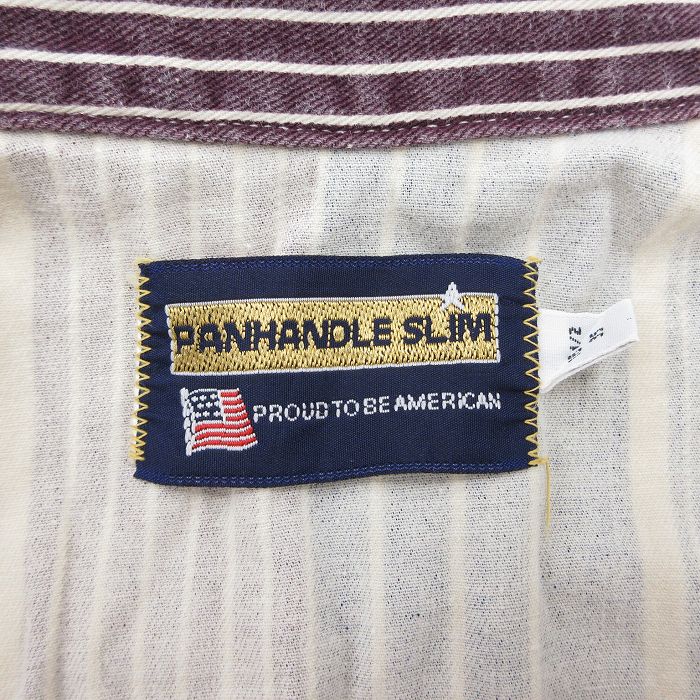 PANHANDLE SLIM
PROUD TO BE AMERICAN